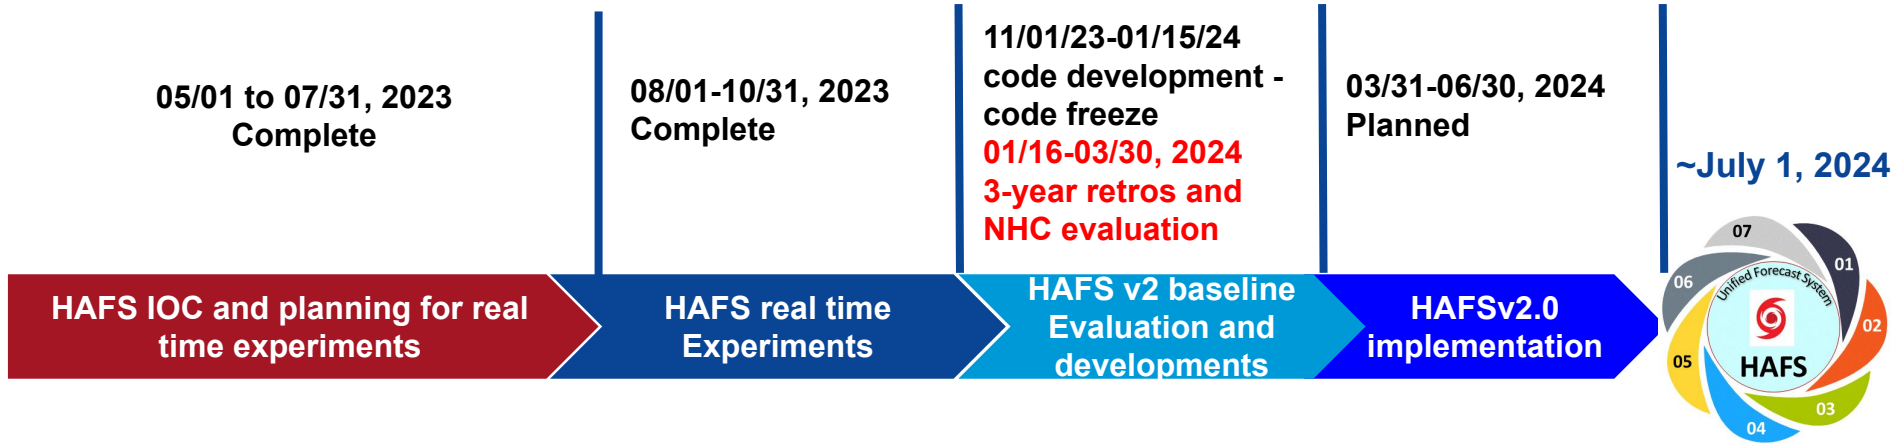 05/01 to 07/31, 2023
Complete
08/01-10/31, 2023
Complete
11/01/23-01/15/24
code development -
code freeze
01/16-03/30, 2024
3-year retros and
NHC evaluation
03/31-06/30, 2024
Planned
~July 1, 2024
HAFS IOC and planning for real
time experiments
HAFS real time
Experiments
HAFS v2 baseline
Evaluation and
developments
HAFSv2.0
implementation
07
01
06
Unified Forecast System
02
HAFS
05
03
04